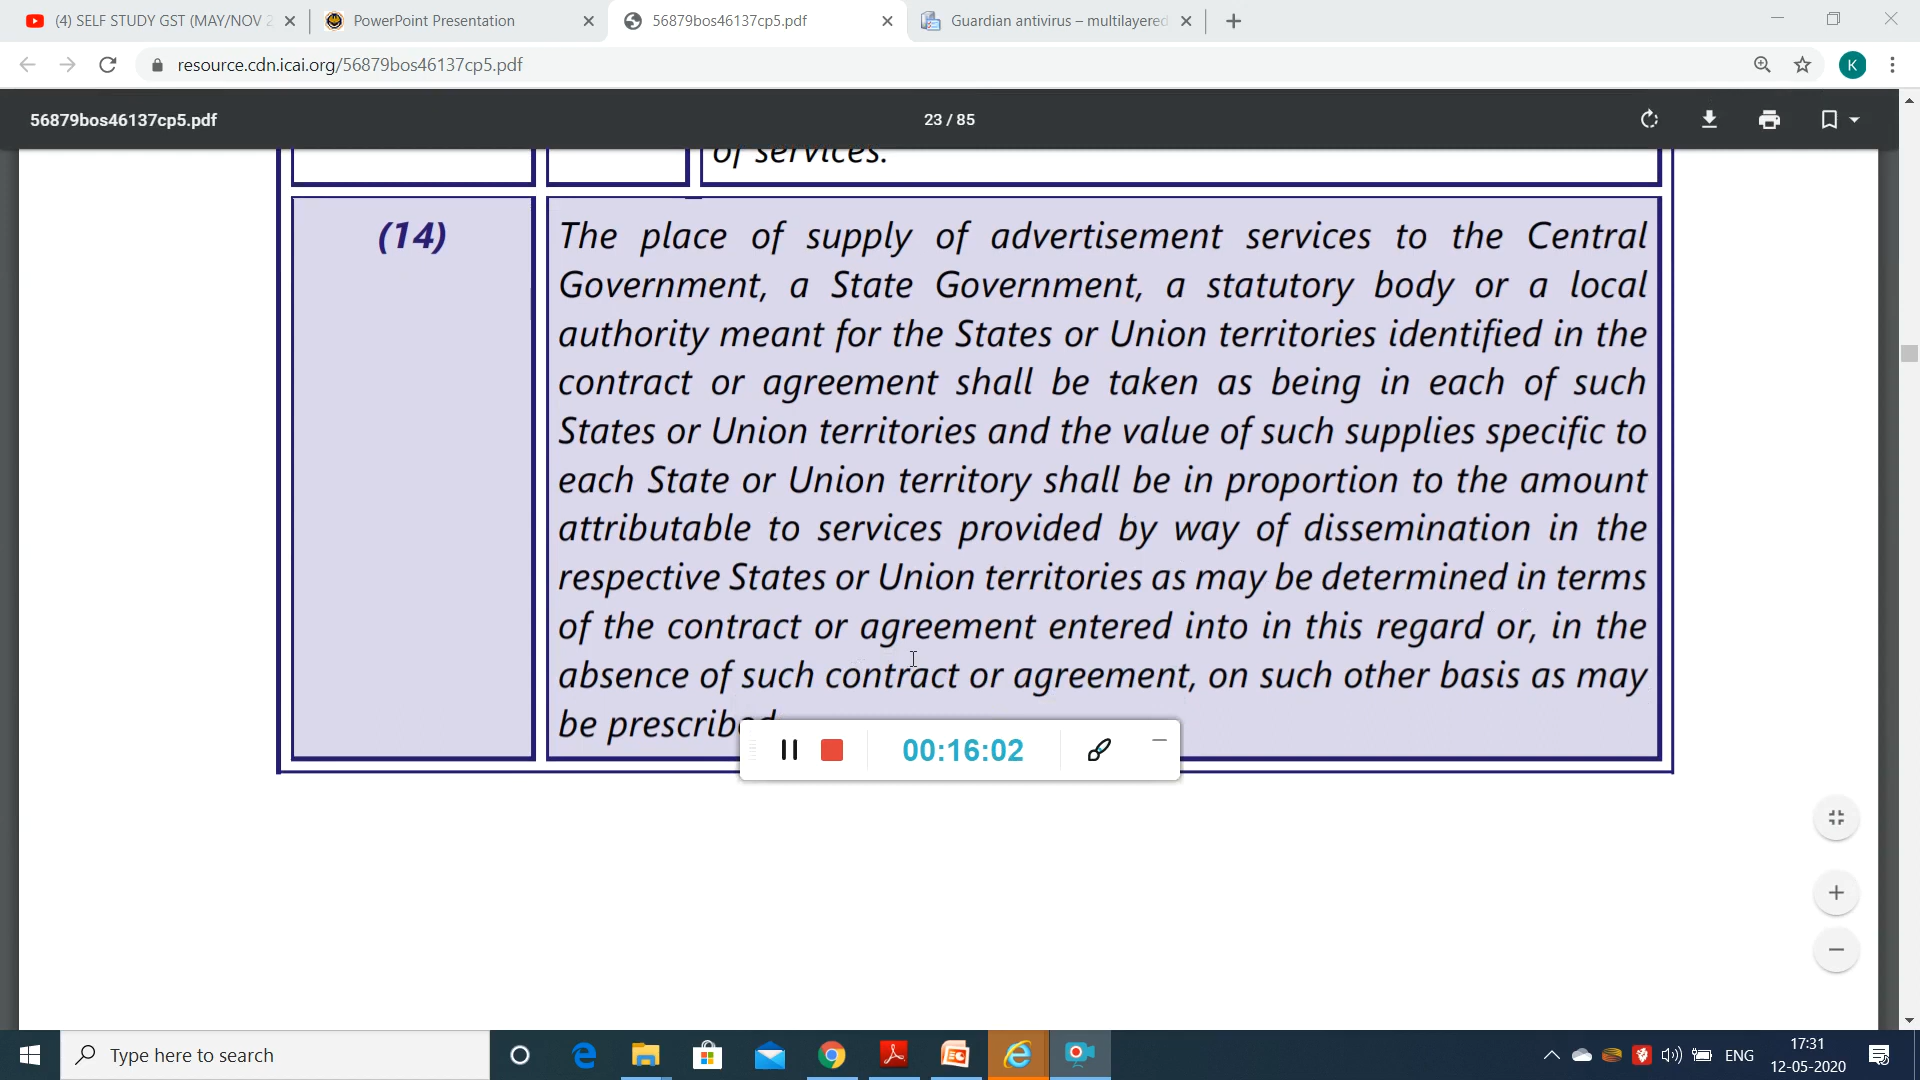 (4) SELF STUDY GST (MAY/NOV 2
PowerPoint Presentation
56879bos46137cp5.pdf
Guardian antivirus – multilayered
resource.cdn.icai.org/56879bos46137cp5.pdf
K
56879bos46137cp5.pdf
23 / 85
of services.
(14)
The place of supply of advertisement services to the Central
Government, a State Government, a statutory body or a local
authority meant for the States or Union territories identified in the
contract or agreement shall be taken as being in each of such
States or Union territories and the value of such supplies specific to
each State or Union territory shall be in proportion to the amount
attributable to services provided by way of dissemination in the
respective States or Union territories as may be determined in terms
of the contract or agreement entered into in this regard or, in the
absence of such contract or agreement, on such other basis as may
be prescribed
00:16:02
Type here to search
ENG
17:31
12-05-2020